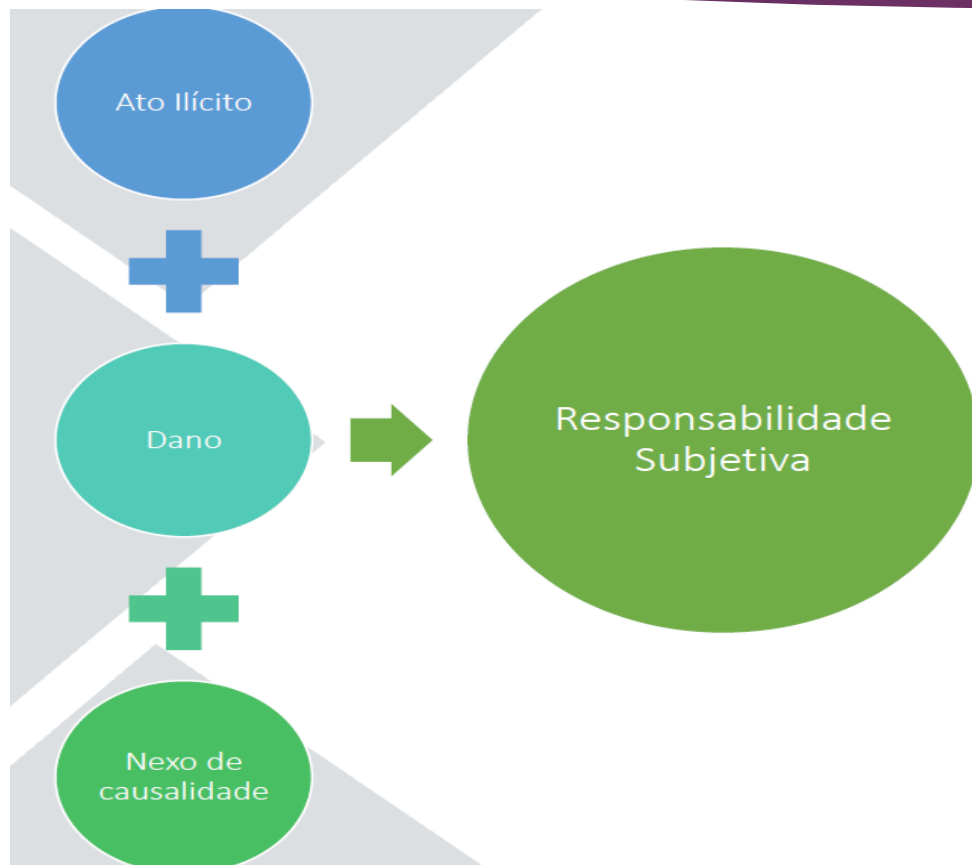 Ato Ilícito
Dano
Nexo de
causalidade
Responsabilidade
Subjetiva